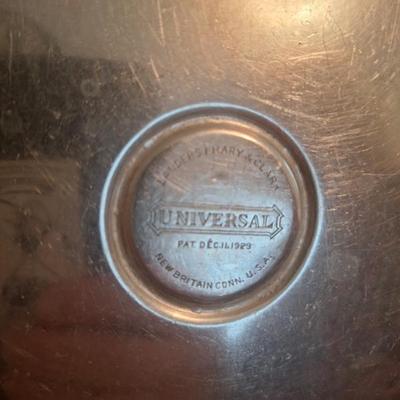 LANDERS FRARY & CLARK
UNIVERSAL
PAT. DEC.11.1923
NEW BRITAIN CONN. U.S.A.